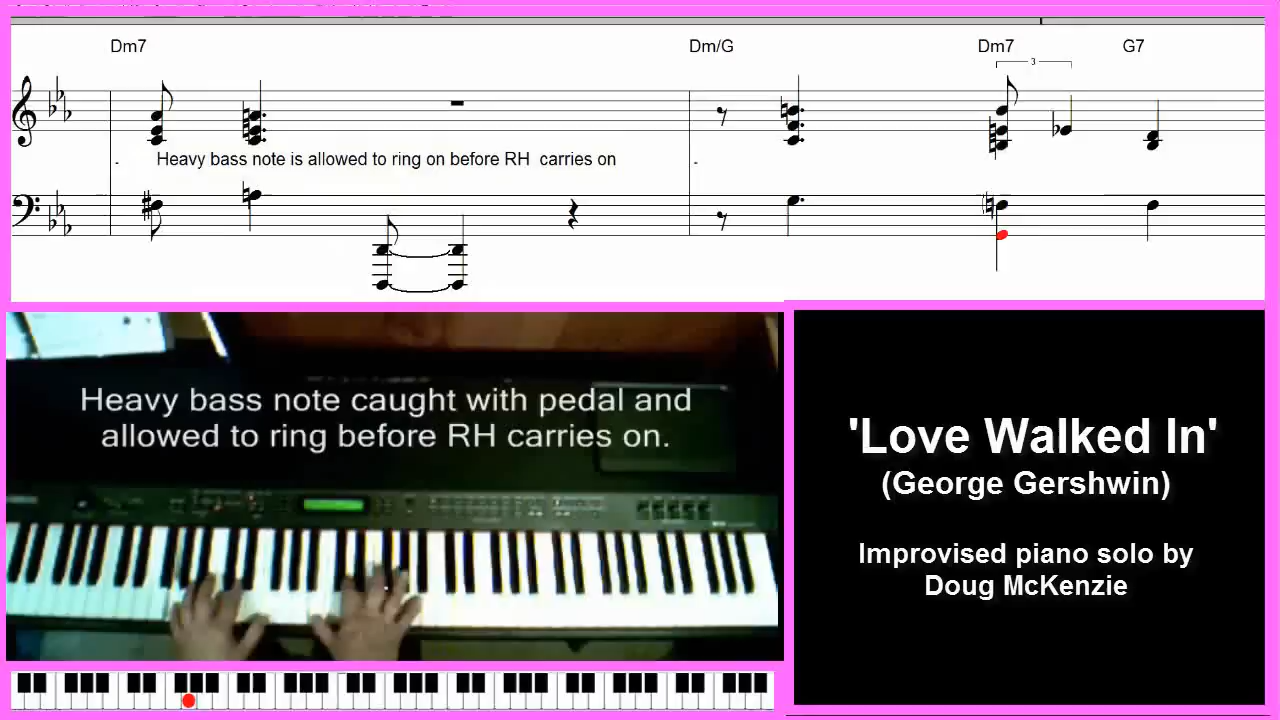 Dm7 Dm/G Dm7 G7
3
. Heavy bass note is allowed to ring on before RH carries on .
Heavy bass note caught with pedal and
allowed to ring before RH carries on.
'Love Walked In'
(George Gershwin)
Improvised piano solo by
Doug McKenzie